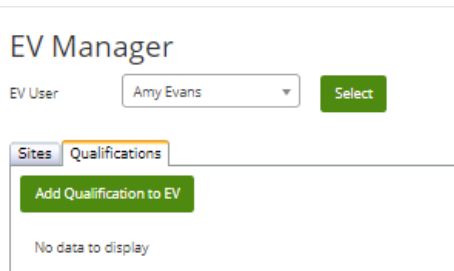 EV Manager
EV User Amy Evans Select
Sites Qualifications
Add Qualification to EV
No data to display